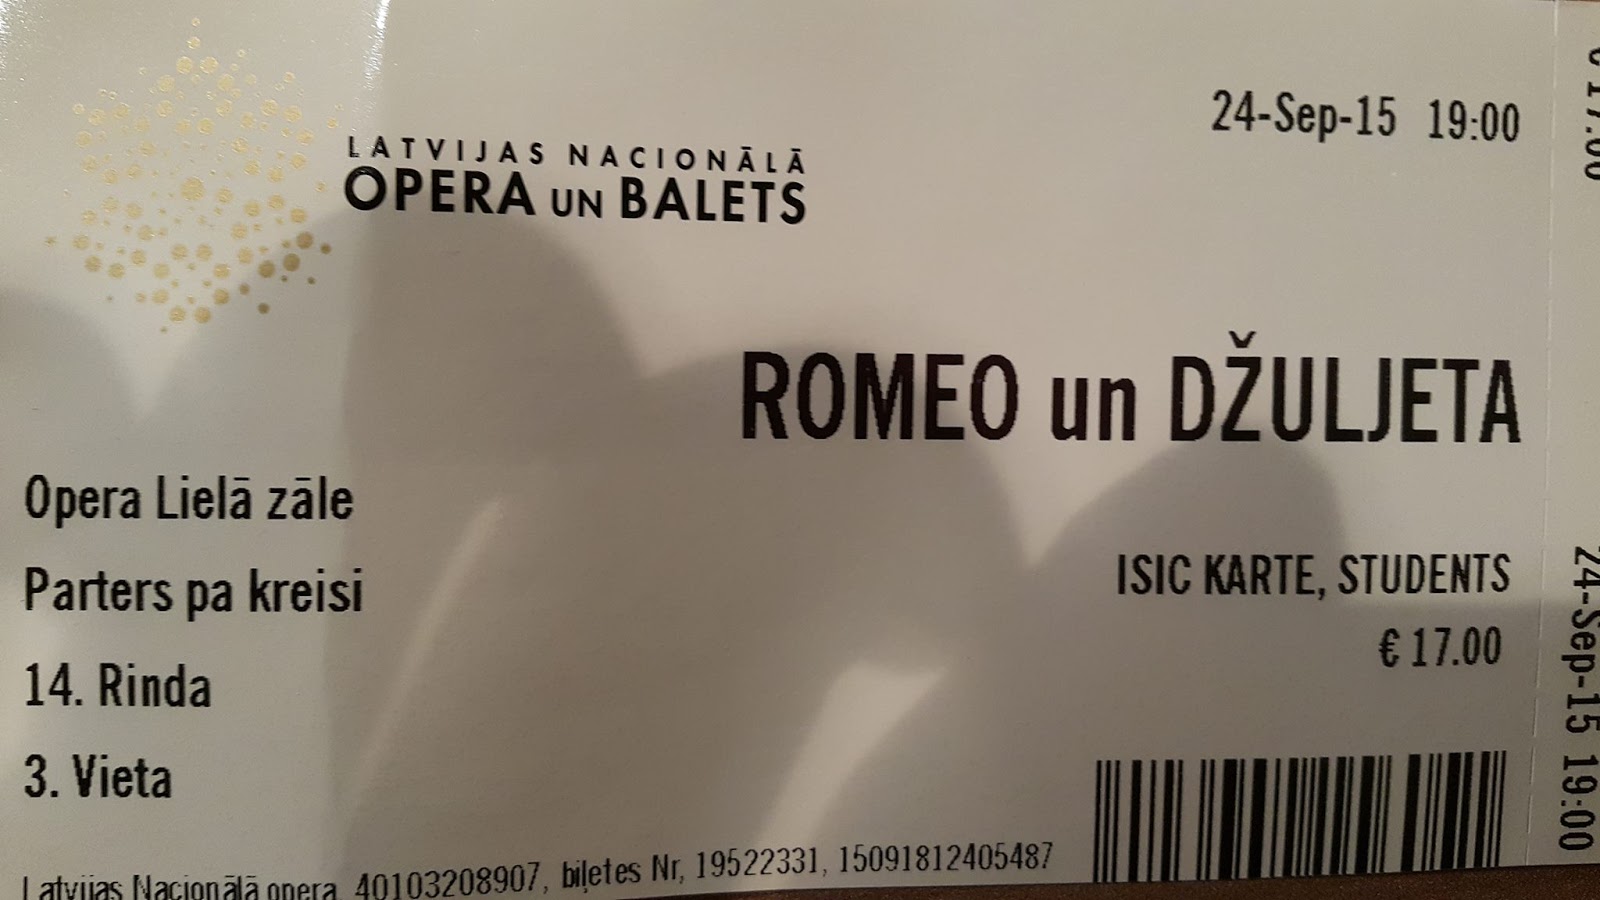 24-Sep-15 19:00
LATVIJAS NACIONĀLĀ
OPERA UN BALETS
ROMEO un DŽULJETA
Opera Lielā zāle
Parters pa kreisi
14. Rinda
3. Vieta
ISIC KARTE, STUDENTS
€ 17.00
Latvijas Nacionālā opera, 40103208907, biļetes Nr, 19522331, 15091812405487
€ 17.00
24-Sep-15 19:00